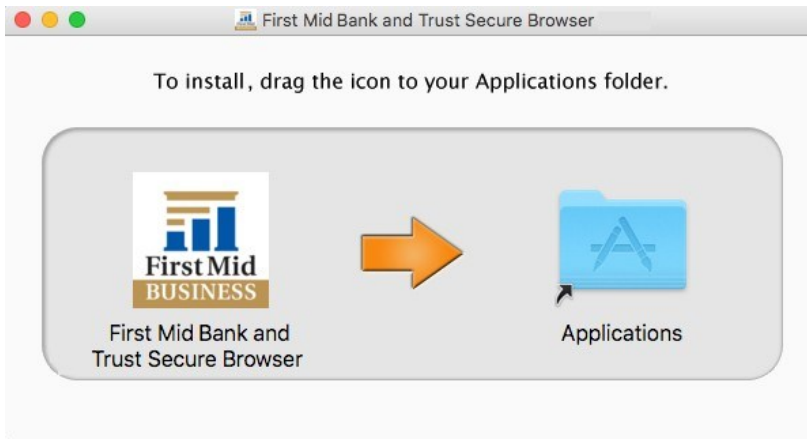 First Mid Bank and Trust Secure Browser
To install, drag the icon to your Applications folder.
First Mid
BUSINESS
First Mid Bank and
Trust Secure Browser
Applications